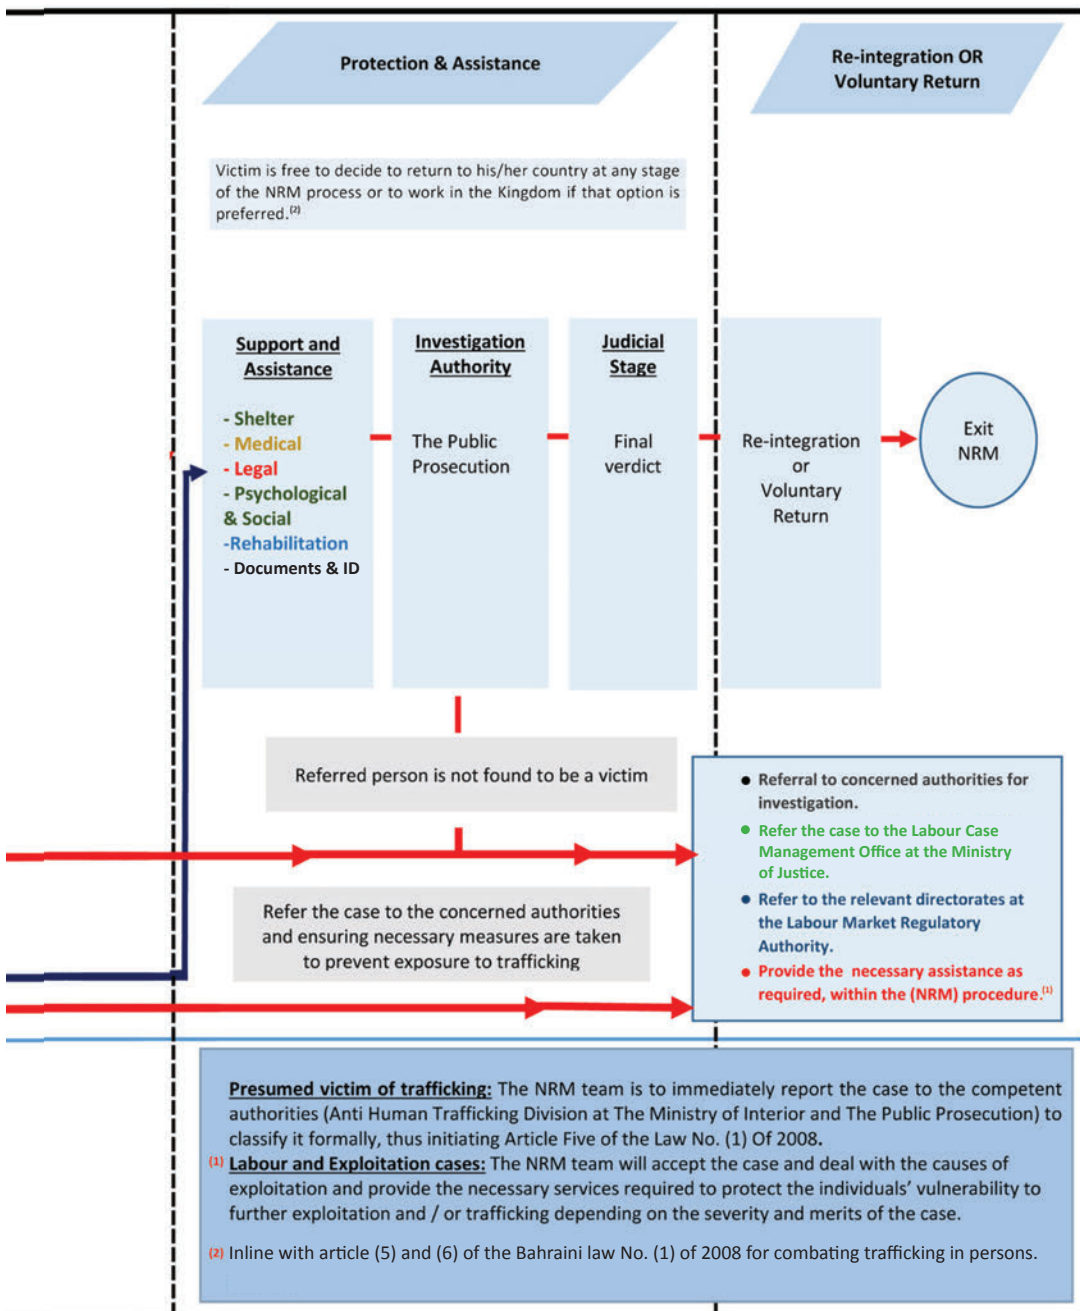 Protection & Assistance
Re-integration OR
Voluntary Return
Victim is free to decide to return to his/her country at any stage
of the NRM process or to work in the Kingdom if that option is
preferred.(2)
Support and
Assistance
- Shelter
- Medical
- Legal
- Psychological
& Social
-Rehabilitation
- Documents & ID
Investigation
Authority
The Public
Prosecution
Judicial
Stage
Final
verdict
Re-integration
or
Voluntary
Return
Exit
NRM
Referred person is not found to be a victim
Refer the case to the concerned authorities
and ensuring necessary measures are taken
to prevent exposure to trafficking
• Referral to concerned authorities for
investigation.
• Refer the case to the Labour Case
Management Office at the Ministry
of Justice.
• Refer to the relevant directorates at
the Labour Market Regulatory
Authority.
• Provide the necessary assistance as
required, within the (NRM) procedure.(1)
Presumed victim of trafficking: The NRM team is to immediately report the case to the competent
authorities (Anti Human Trafficking Division at The Ministry of Interior and The Public Prosecution) to
classify it formally, thus initiating Article Five of the Law No. (1) Of 2008.
(1) Labour and Exploitation cases: The NRM team will accept the case and deal with the causes of
exploitation and provide the necessary services required to protect the individuals' vulnerability to
further exploitation and / or trafficking depending on the severity and merits of the case.
(2) Inline with article (5) and (6) of the Bahraini law No. (1) of 2008 for combating trafficking in persons.